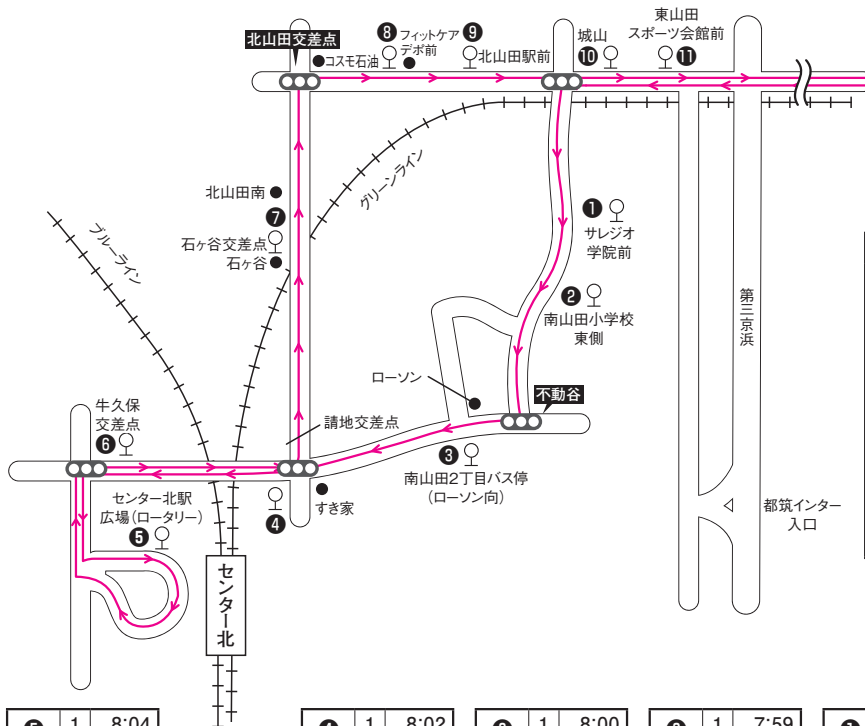 北山田交差点
コスモ石油
❽
フィットケア
デポ前
❾
北山田駅前
城山
❿
東山田
スポーツ会館前
⓫
グリーンライン
ブルーライン
北山田南
❼
石ヶ谷交差点
石ヶ谷
❶
サレジオ
学院前
❷
南山田小学校
東側
第三京浜
ローソン
不動谷
請地交差点
牛久保
交差点
❻
❸
南山田2丁目バス停
(ローソン向)
センター北駅
広場(ロータリー)
❺
❹
すき家
都筑インター
入口
センター北
❺ 1 8:04
❹ 1 8:02
1 8:00
1 7:59